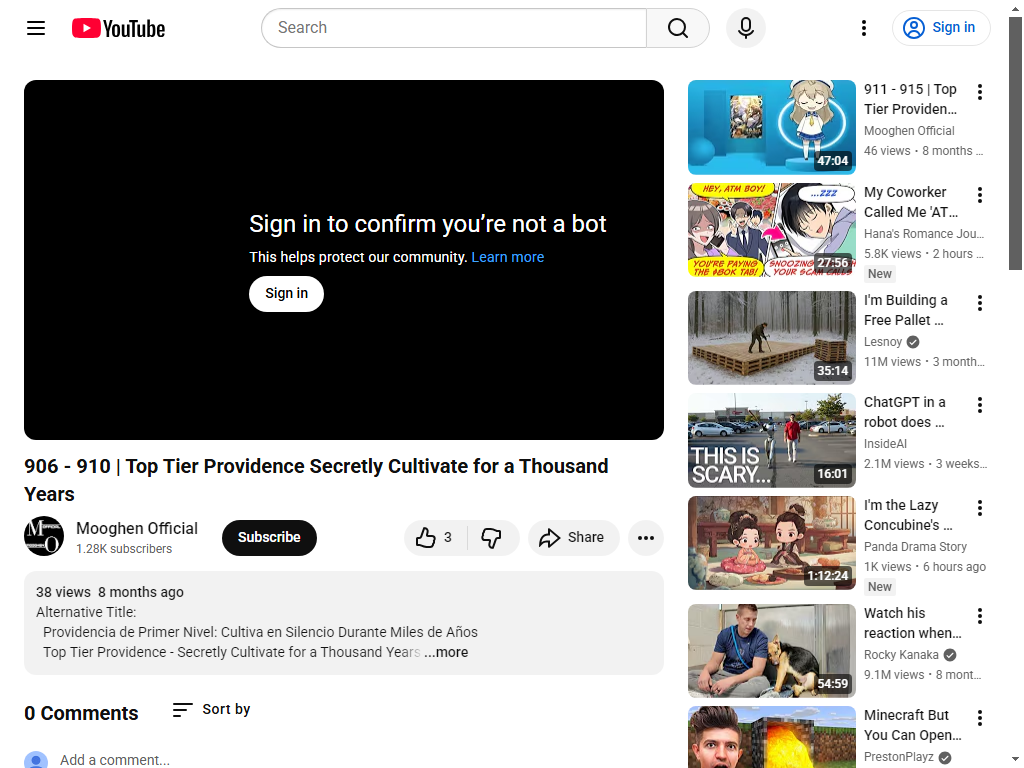 YouTube
Search
Sign in
Sign in to confirm you’re not a bot
This helps protect our community. Learn more
Sign in
906 - 910 | Top Tier Providence Secretly Cultivate for a Thousand
Years
Mooghen Official
1.28K subscribers
Subscribe
3
Share
38 views 8 months ago
Alternative Title:
Providencia de Primer Nivel: Cultiva en Silencio Durante Miles de Años
Top Tier Providence - Secretly Cultivate for a Thousand Years ...more
0 Comments
Sort by
Add a comment...
47:04
911 - 915 | Top
Tier Providen...
Mooghen Official
46 views • 8 months ...
HEY, ATM BOY!
...ZZZ
YOU'RE PAYING
THE $80K TAB!
27:56
My Coworker
Called Me 'AT...
Hana's Romance Jou...
5.8K views • 2 hours ...
New
35:14
I'm Building a
Free Pallet ...
Lesnoy
11M views • 3 month...
THIS IS
SCARY...
16:01
ChatGPT in a
robot does ...
InsideAI
2.1M views • 3 weeks...
1:12:24
I'm the Lazy
Concubine's ...
Panda Drama Story
1K views • 6 hours ago
New
54:59
Watch his
reaction when...
Rocky Kanaka
9.1M views • 8 mont...
Minecraft But
You Can Open...
PrestonPlayz